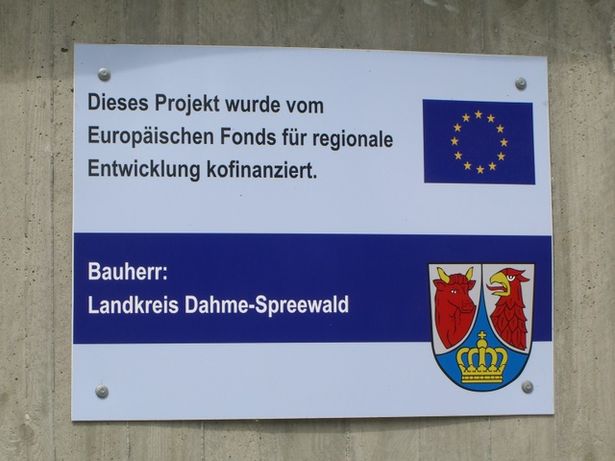 Dieses Projekt wurde vom
Europäischen Fonds für regionale
Entwicklung kofinanziert.
Bauherr:
Landkreis Dahme-Spreewald